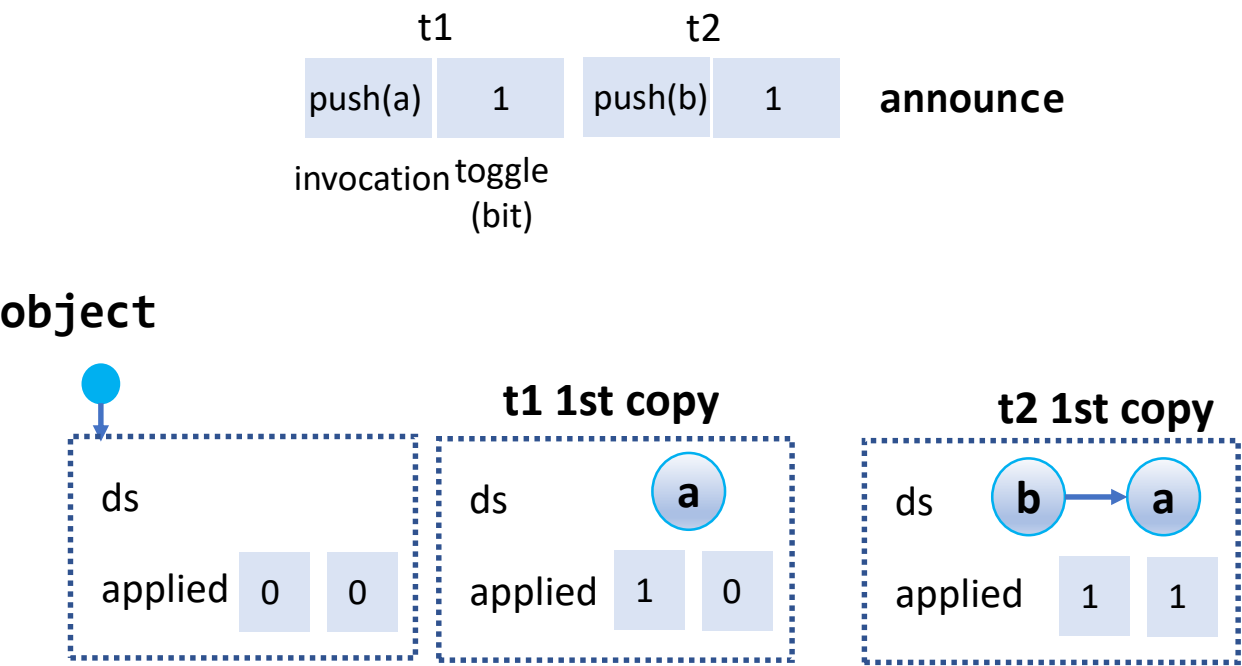 t1 t2
push(a) 1 push(b) 1 announce
invocation toggle
(bit)
object
t1 1st copy t2 1st copy
ds ds a ds b a
applied 0 0 applied 1 0 applied 1 1